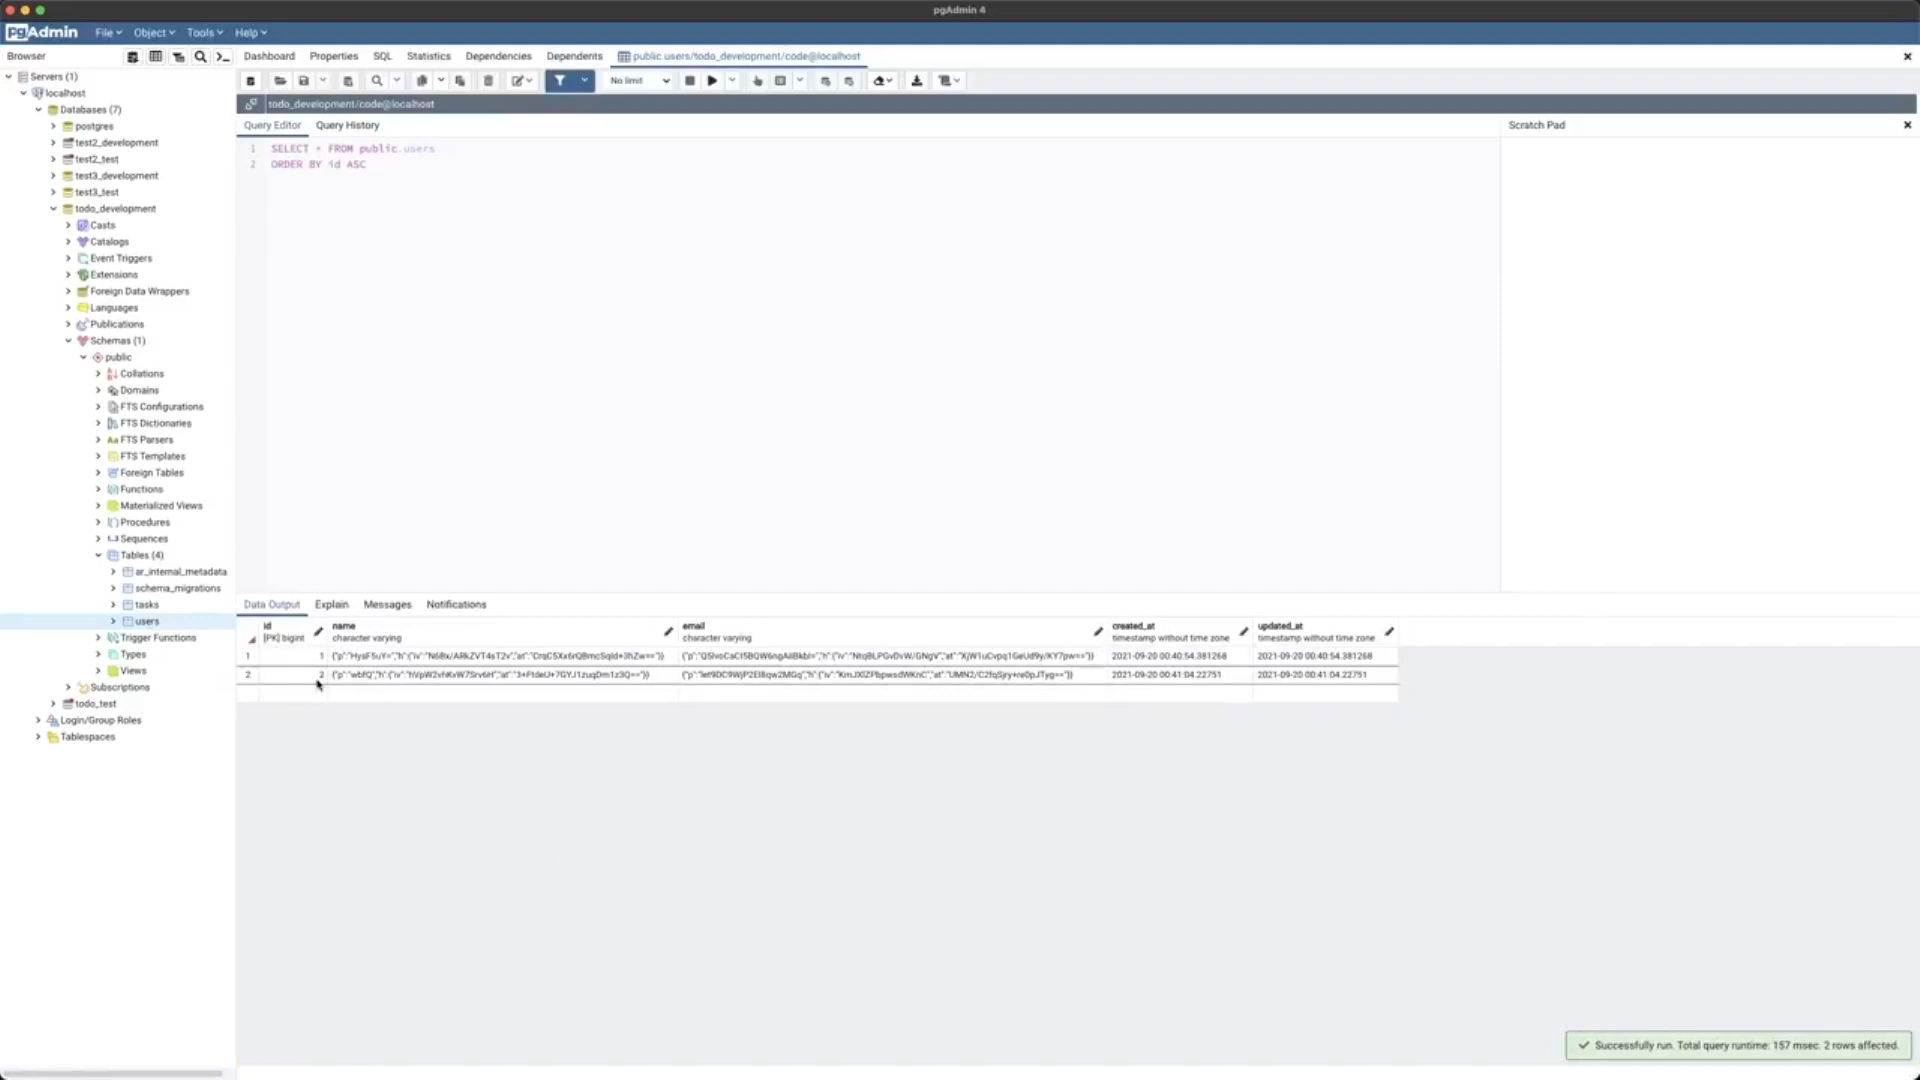 pgAdmin 4
pgAdmin File Object Tools Help
Browser
Dashboard Properties SQL Statistics Dependencies Dependents public.users/todo_development/code@localhost
No limit
todo_development/code@localhost
Query Editor Query History
Scratch Pad
1 SELECT * FROM public.users
2 ORDER BY id ASC
Servers (1)
localhost
Databases (7)
postgres
test2_development
test2_test
test3_development
test3_test
todo_development
Casts
Catalogs
Event Triggers
Extensions
Foreign Data Wrappers
Languages
Publications
Schemas (1)
public
Collations
Domains
FTS Configurations
FTS Dictionaries
FTS Parsers
FTS Templates
Foreign Tables
Functions
Materialized Views
Procedures
Sequences
Tables (4)
ar_internal_metadata
schema_migrations
tasks
users
Trigger Functions
Types
Views
Subscriptions
todo_test
Login/Group Roles
Tablespaces
Data Output Explain Messages Notifications
id name email created_at updated_at
[PK] bigint character varying character varying timestamp without time zone timestamp without time zone
1 1 2021-09-20 00:40:54.381268 2021-09-20 00:40:54.381268
2 2 2021-09-20 00:41:04.22751 2021-09-20 00:41:04.22751
Successfully run. Total query runtime: 157 msec. 2 rows affected.